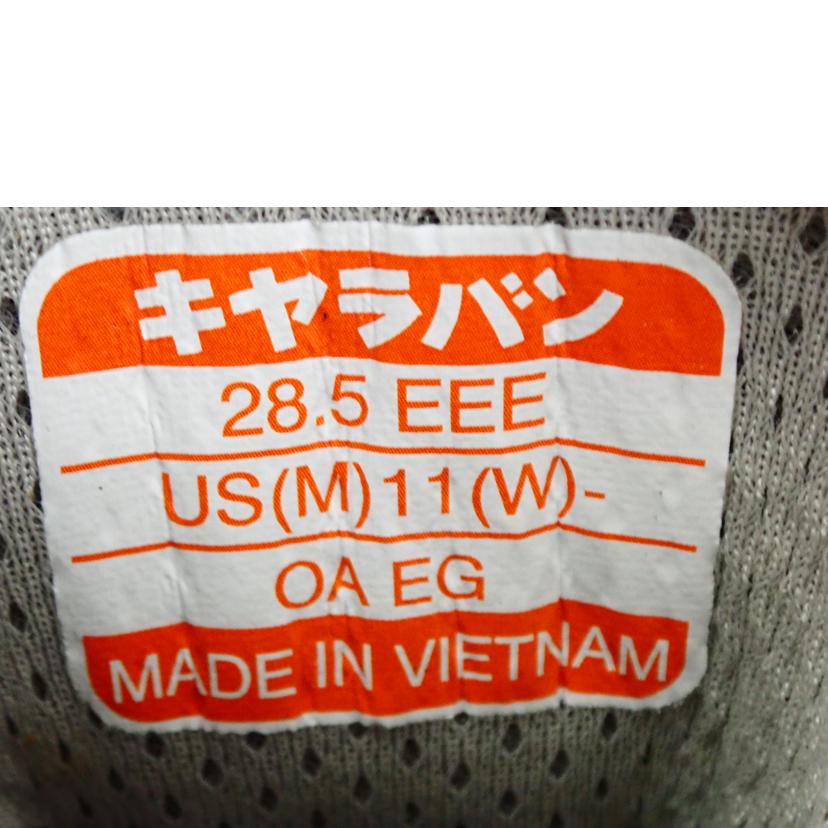 キャラバン
28.5 EEE
US(M)11(W)-
OA EG
MADE IN VIETNAM